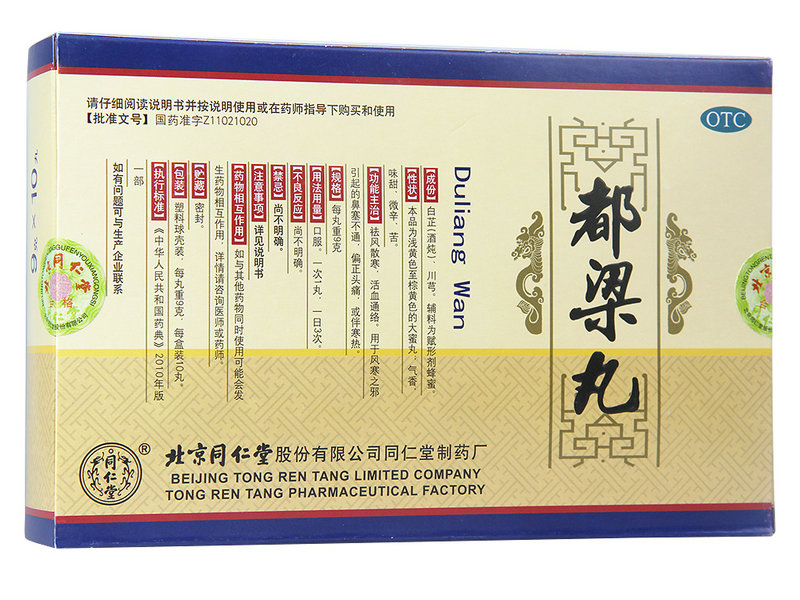 请仔细阅读说明书并按说明使用或在药师指导下购买和使用
【批准文号】 国药准字Z11021020
OTC
都梁丸
Duliang Wan
【成份】 白芷(酒炖)、川芎。辅料为赋形剂蜂蜜。
【性状】 本品为浅黄色至棕黄色的大蜜丸;气香,
味甜、微辛、苦。
【功能主治】 祛风散寒,活血通络。用于风寒之邪
引起的鼻塞不通,偏正头痛,或伴寒热。
【规格】 每丸重9克
【用法用量】 口服。一次1丸,一日3次。
【不良反应】 尚不明确。
【禁忌】 尚不明确。
【注意事项】 详见说明书
【药物相互作用】 如与其他药物同时使用可能会发
生药物相互作用,详情请咨询医师或药师。
【贮藏】 密封。
【包装】 塑料球壳装,每丸重9克,每盒装10丸。
【执行标准】 《中华人民共和国药典》2010年版
一部
如有问题可与生产企业联系
同仁堂
®
北京同仁堂股份有限公司同仁堂制药厂
BEIJING TONG REN TANG LIMITED COMPANY
TONG REN TANG PHARMACEUTICAL FACTORY